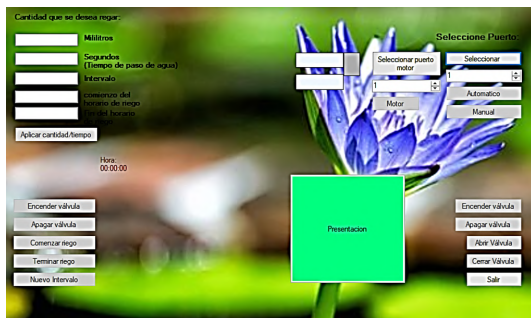 Cantidad que se desea regar:
Mililitros
Segundos
(Tiempo de paso de agua)
Intervalo
comienzo del
horario de riego
Fin del horario
de riego
Aplicar cantidad/tiempo
Hora:
00:00:00
Encender válvula
Apagar válvula
Comenzar riego
Terminar riego
Nuevo Intervalo
Seleccione Puerto:
Seleccionar puerto
motor
1
Motor
Seleccionar
1
Automatico
Manual
Presentacion
Encender válvula
Apagar válvula
Abrir Válvula
Cerrar Válvula
Salir